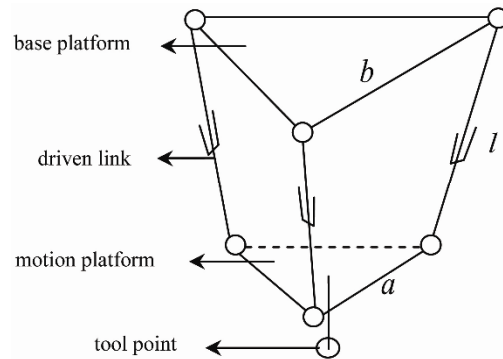 base platform
b
driven link
l
motion platform
a
tool point